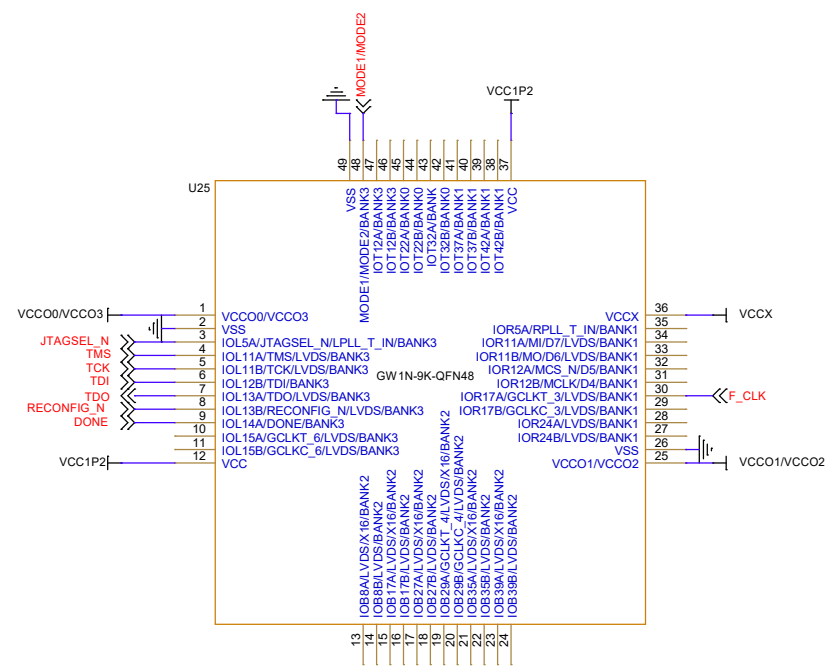 MODE1/MODE2
VCC1P2
49
48
47
46
45
44
43
42
41
40
39
38
37
U25
VSS
MODE1/MODE2/BANK3
IOT12A/BANK3
IOT12B/BANK3
IOT22A/BANK0
IOT22B/BANK0
IOT32A/BANK
IOT32B/BANK0
IOT37A/BANK1
IOT37B/BANK1
IOT42A/BANK1
IOT42B/BANK1
VCC
VCCO0/VCCO3 1 VCCO0/VCCO3
2 VSS
JTAGSEL_N 3 IOL5A/JTAGSEL_N/LPLL_T_IN/BANK3
TMS 4 IOL11A/TMS/LVDS/BANK3
TCK 5 IOL11B/TCK/LVDS/BANK3
TDI 6 IOL12B/TDI/BANK3
TDO 7 IOL13A/TDO/LVDS/BANK3
RECONFIG_N 8 IOL13B/RECONFIG_N/LVDS/BANK3
DONE 9 IOL14A/DONE/BANK3
10 IOL15A/GCLKT_6/LVDS/BANK3
11 IOL15B/GCLKC_6/LVDS/BANK3
VCC1P2 12 VCC
GW1N-9K-QFN48
VCCX 36 VCCX
IOR5A/RPLL_T_IN/BANK1 35
IOR11A/MI/D7/LVDS/BANK1 34
IOR11B/MO/D6/LVDS/BANK1 33
IOR12A/MCS_N/D5/BANK1 32
IOR12B/MCLK/D4/BANK1 31
IOR17A/GCLKT_3/LVDS/BANK1 30 F_CLK
IOR17B/GCLKC_3/LVDS/BANK1 29
IOR24A/LVDS/BANK1 28
IOR24B/LVDS/BANK1 27
VSS 26
VCCO1/VCCO2 25 VCCO1/VCCO2
IOB8A/LVDS/X16/BANK2
IOB8B/LVDS/BANK2
IOB17A/LVDS/X16/BANK2
IOB17B/LVDS/BANK2
IOB27A/LVDS/X16/BANK2
IOB27B/LVDS/BANK2
IOB29A/GCLKT_4/LVDS/X16/BANK2
IOB29B/GCLKC_4/LVDS/BANK2
IOB35A/LVDS/X16/BANK2
IOB35B/LVDS/BANK2
IOB39A/LVDS/X16/BANK2
IOB39B/LVDS/BANK2
13
14
15
16
17
18
19
20
21
22
23
24